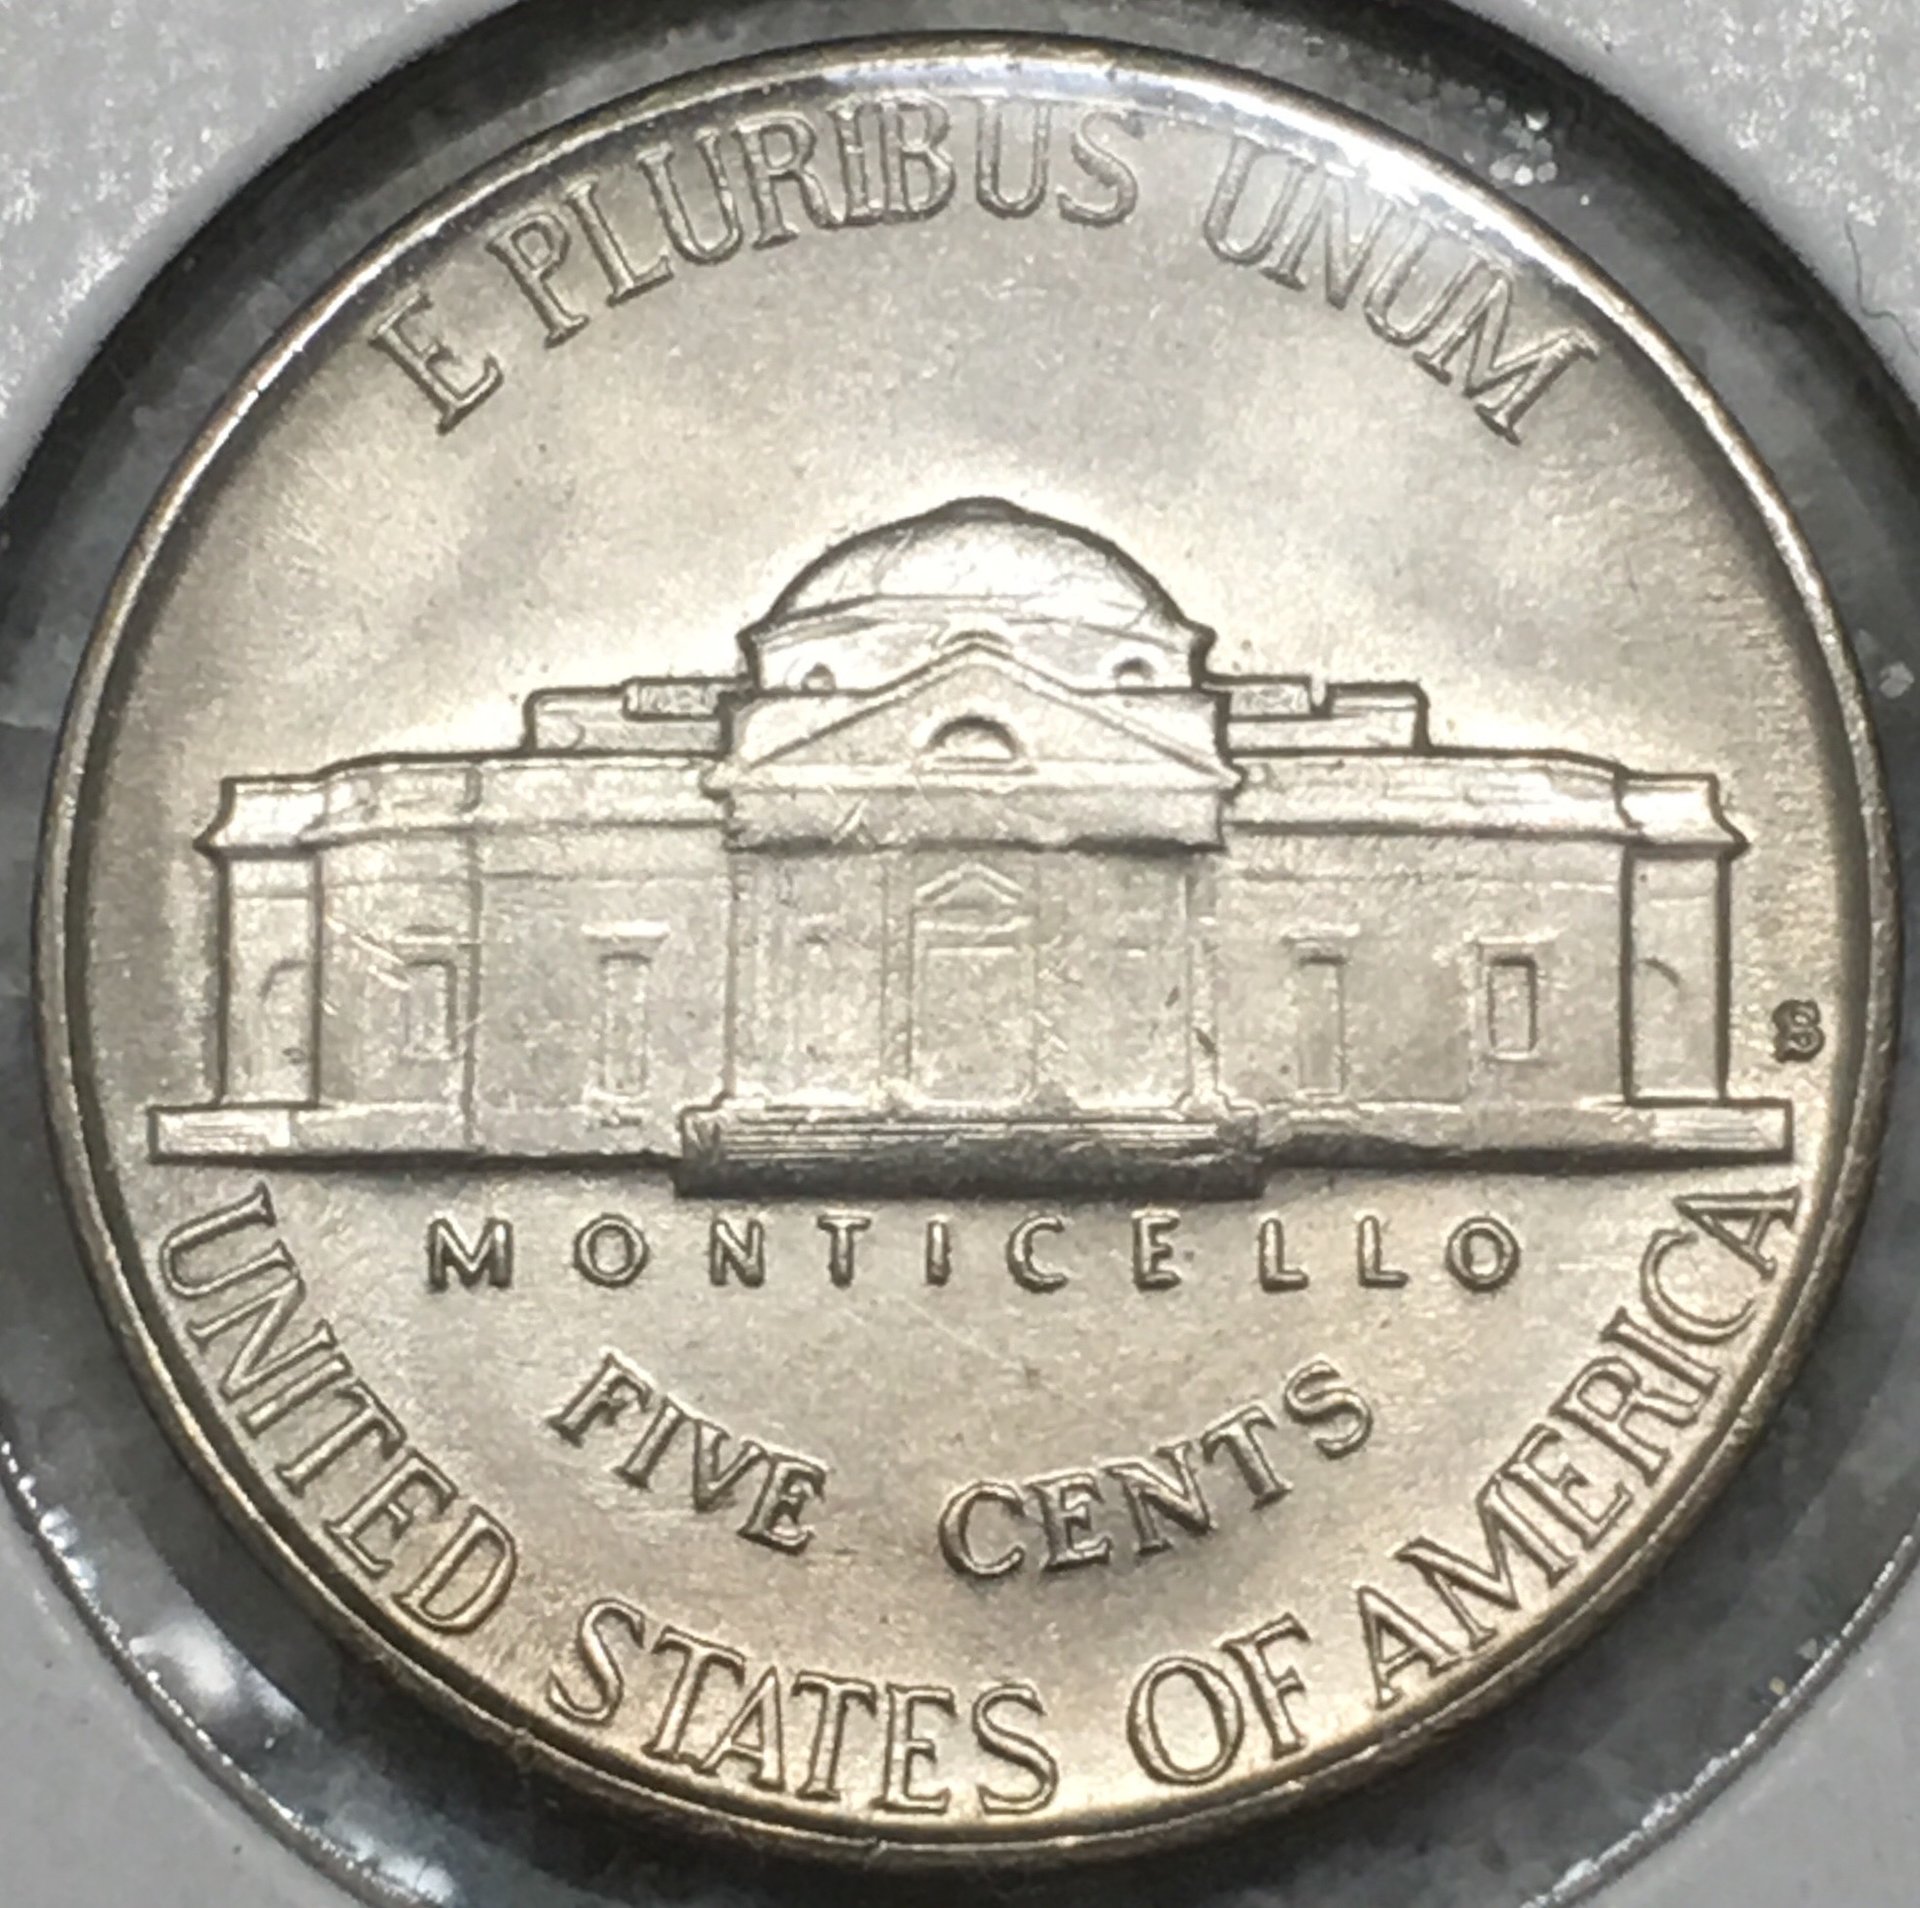 E PLURIBUS UNUM
S
MONTICELLO
FIVE CENTS
UNITED STATES OF AMERICA